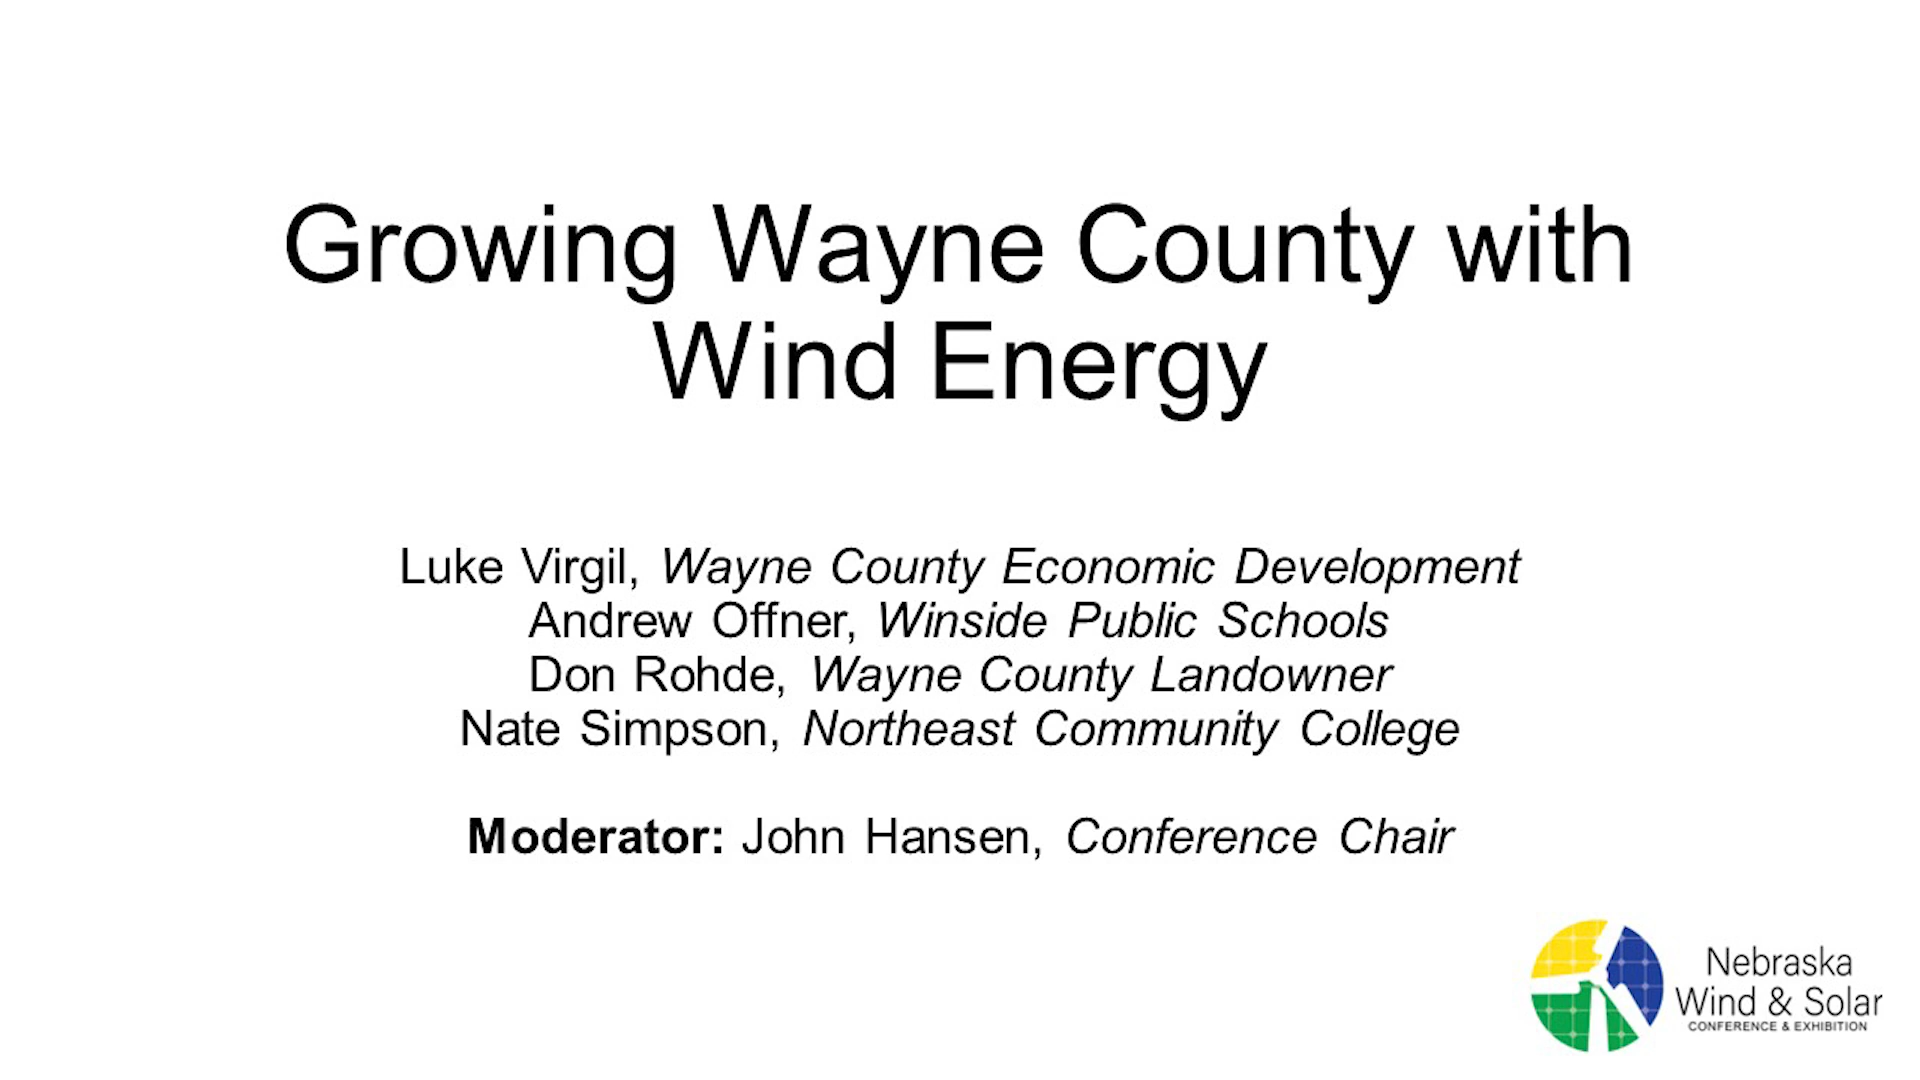 Growing Wayne County with
Wind Energy
Luke Virgil, Wayne County Economic Development
Andrew Offner, Winside Public Schools
Don Rohde, Wayne County Landowner
Nate Simpson, Northeast Community College
Moderator: John Hansen, Conference Chair
Nebraska
Wind & Solar
CONFERENCE & EXHIBITION